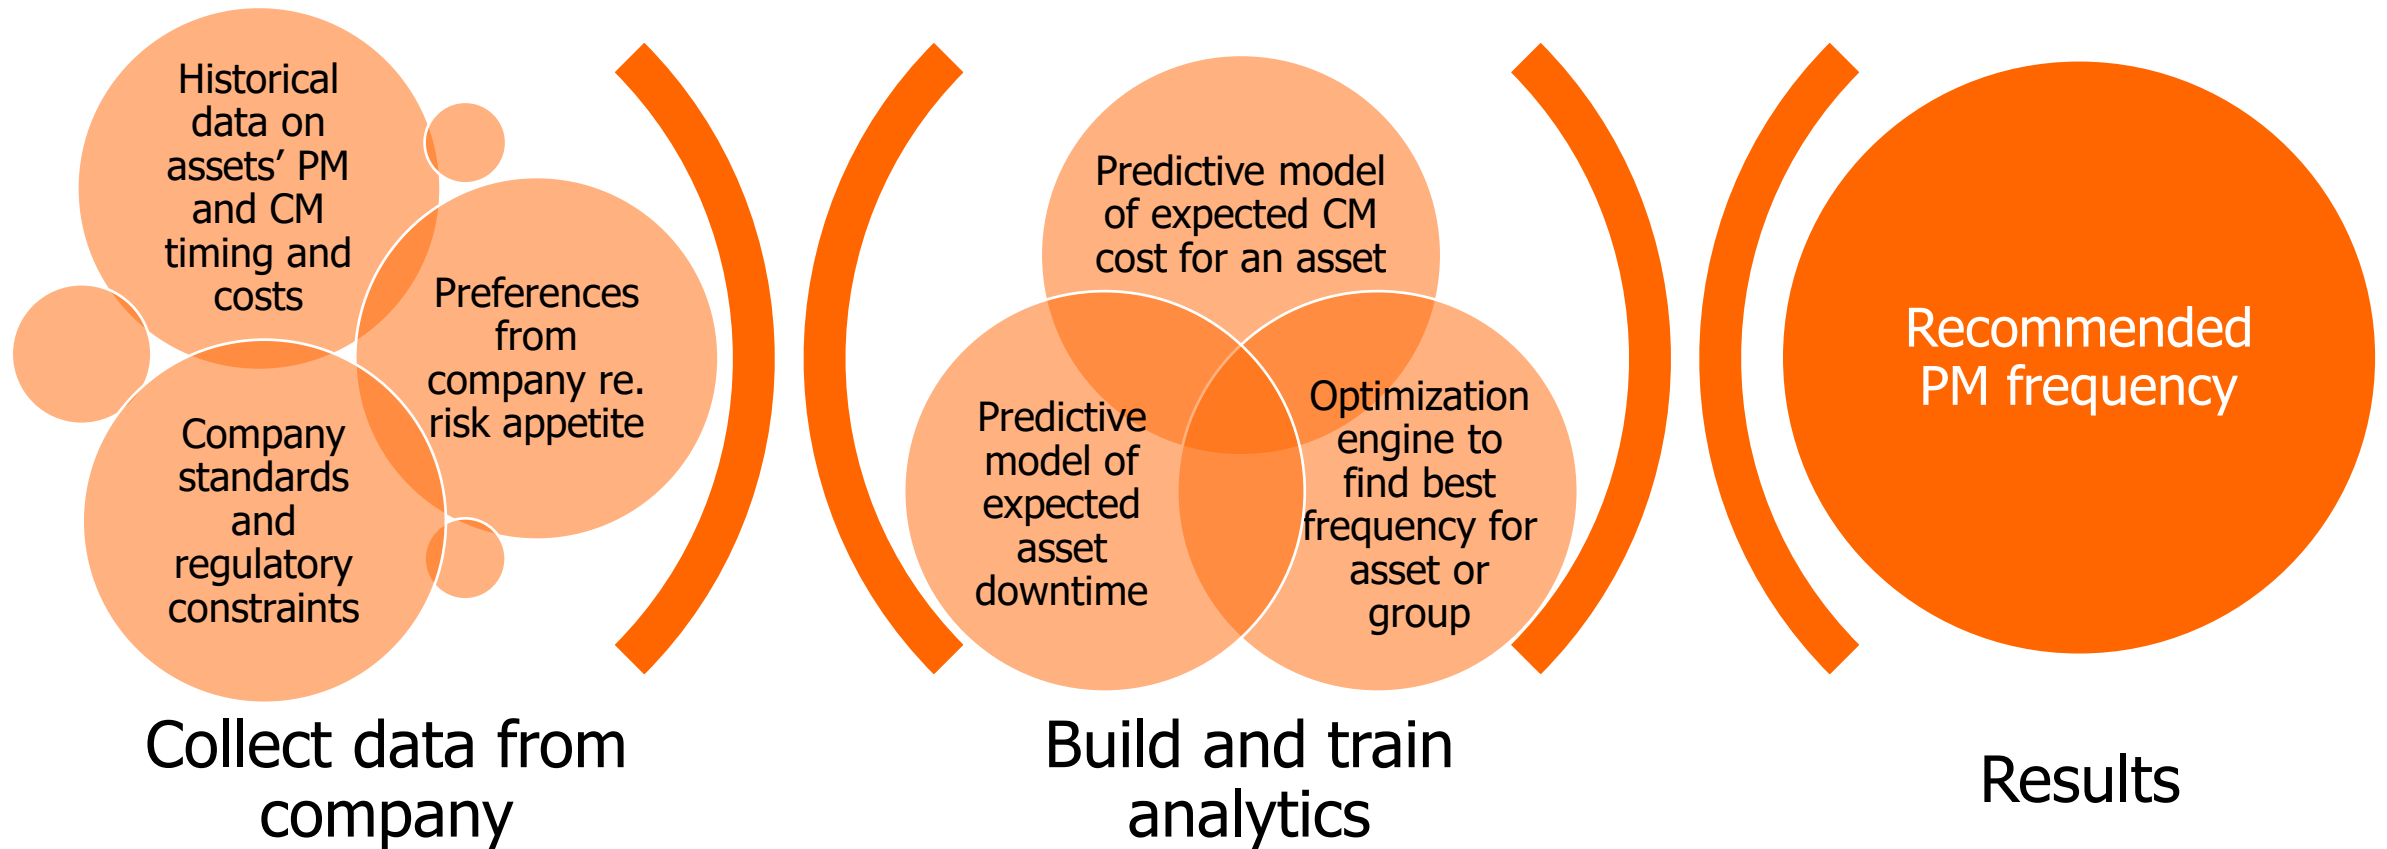 Historical
data on
assets’ PM
and CM
timing and
costs
Preferences
from
company re.
risk appetite
Company
standards
and
regulatory
constraints
Collect data from
company
Predictive model
of expected CM
cost for an asset
Predictive
model of
expected
asset
downtime
Optimization
engine to
find best
frequency for
asset or
group
Build and train
analytics
Recommended
PM frequency
Results